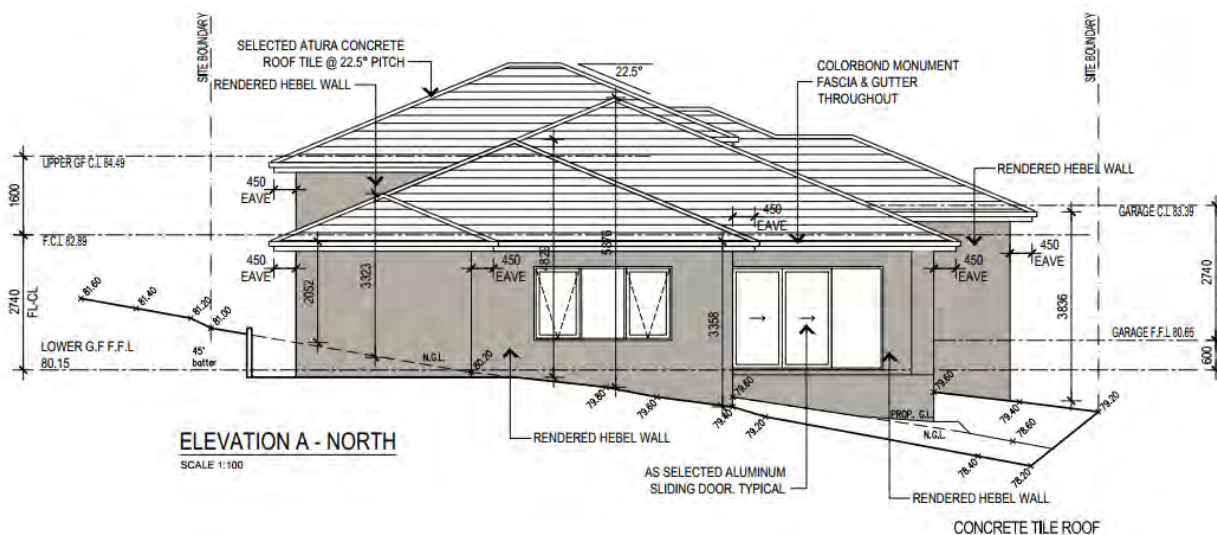 SITE BOUNDARY
SELECTED ATURA CONCRETE
ROOF TILE @ 22.5° PITCH
RENDERED HEBEL WALL
22.5°
COLORBOND MONUMENT
FASCIA & GUTTER
THROUGHOUT
SITE BOUNDARY
UPPER GF C.L 84.49
RENDERED HEBEL WALL
450
EAVE
1600
450
GARAGE C.L 83.39
F.C.L 82.89
EAVE
450
EAVE
450
EAVE
450
EAVE
450
EAVE
2740
FL-CL
2052
3323
4828
5876
3358
3836
2740
81.60
81.40
81.20
81.00
LOWER G.F F.F.L
80.15
45°
batter
N.G.L.
80.20
GARAGE F.F.L 80.65
600
79.80
79.60
79.40
79.60
79.20
79.60
79.40
79.20
PROP. G.L.
N.G.L.
78.60
78.40
78.20
ELEVATION A - NORTH
SCALE 1:100
RENDERED HEBEL WALL
AS SELECTED ALUMINUM
SLIDING DOOR. TYPICAL
RENDERED HEBEL WALL
CONCRETE TILE ROOF